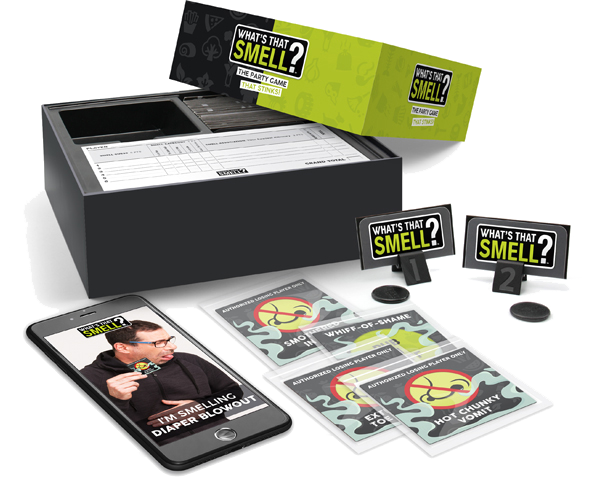 WHAT'S THAT
SMELL?
THE PARTY GAME
THAT STINKS!
WHAT'S THAT
SMELL?
THE PARTY GAME
THAT STINKS!
PLAYER
GRAND TOTAL
SMELL?
WHAT'S THAT
SMELL?
1
WHAT'S THAT
SMELL?
2
WHAT'S THAT
SMELL?
I'M SMELLING
DIAPER BLOWOUT
AUTHORIZED LOSING PLAYER ONLY
WHIFF-OF-SHAME
AUTHORIZED LOSING PLAYER ONLY
AUTHORIZED LOSING PLAYER ONLY
HOT CHUNKY
VOMIT